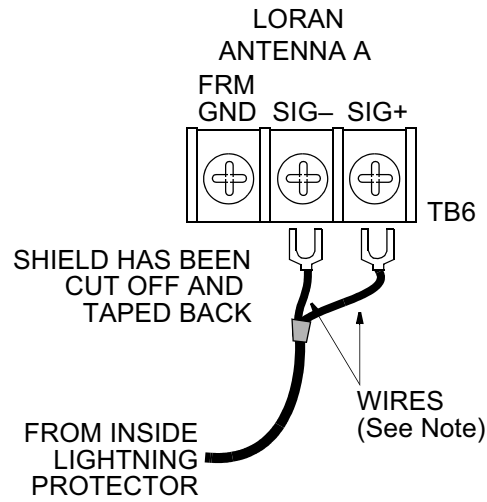 LORAN
ANTENNA A
FRM
GND SIG– SIG+
TB6
SHIELD HAS BEEN
CUT OFF AND
TAPED BACK
WIRES
(See Note)
FROM INSIDE
LIGHTNING
PROTECTOR